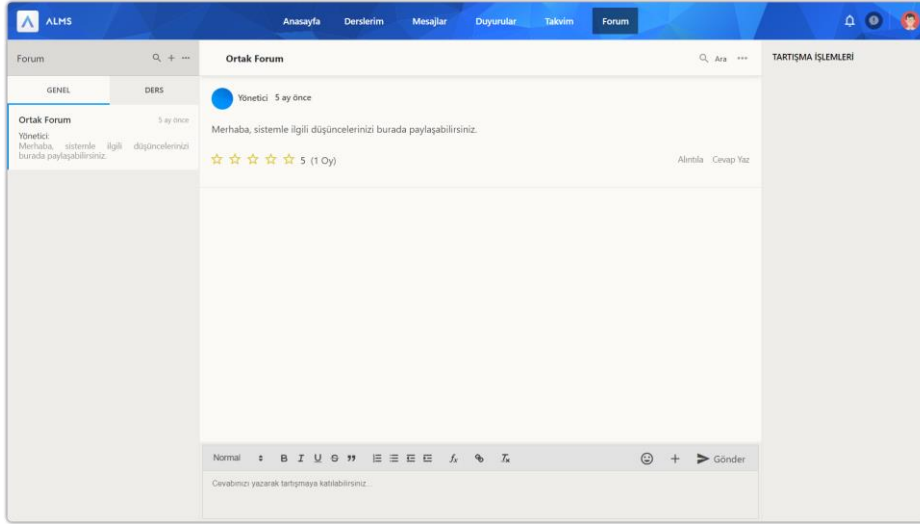 ALMS
Anasayfa Derslerim Mesajlar Duyurular Takvim Forum
Forum
GENEL DERS
Ortak Forum 5 ay önce
Yönetici:
Merhaba, sistemle ilgili düşüncelerinizi
burada paylaşabilirsiniz.
Ortak Forum Ara
Yönetici 5 ay önce
Merhaba, sistemle ilgili düşüncelerinizi burada paylaşabilirsiniz.
5 (1 Oy) Alıntıla Cevap Yaz
Normal B I U S
Gönder
Cevabınızı yazarak tartışmaya katılabilirsiniz...
TARTIŞMA İŞLEMLERİ